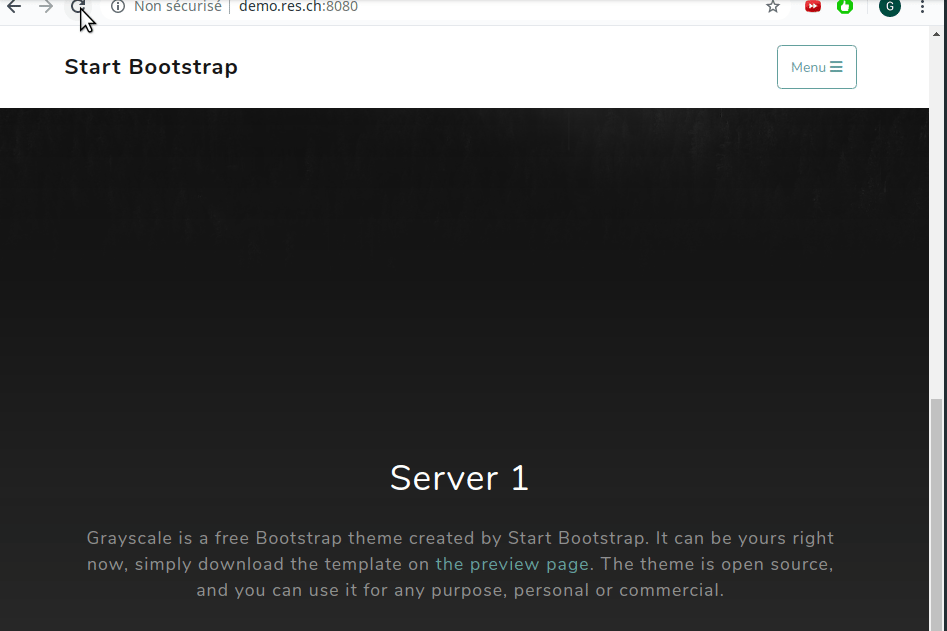 Non sécurisé | demo.res.ch:8080
G
Start Bootstrap
Menu
Server 1
Grayscale is a free Bootstrap theme created by Start Bootstrap. It can be yours right
now, simply download the template on the preview page. The theme is open source,
and you can use it for any purpose, personal or commercial.